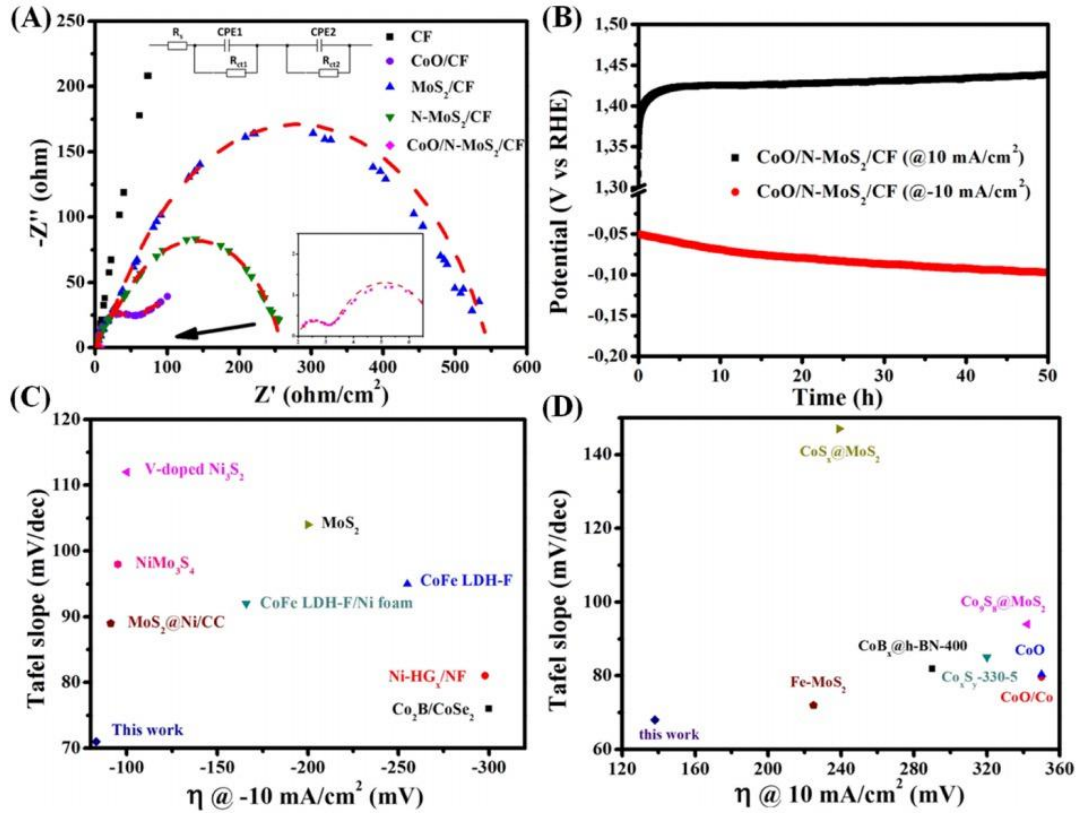 (A)
250
200
150
100
50
0
-Z'' (ohm)
0 100 200 300 400 500 600
Z' (ohm/cm²)
Rs CPE1 CPE2
Rct1 Rct2
CF
CoO/CF
MoS₂/CF
N-MoS₂/CF
CoO/N-MoS₂/CF
(B)
1,50
1,45
1,40
1,35
1,30
-0,05
-0,10
-0,15
-0,20
Potential (V vs RHE)
CoO/N-MoS₂/CF (@10 mA/cm²)
CoO/N-MoS₂/CF (@-10 mA/cm²)
0 10 20 30 40 50
Time (h)
(C)
120
110
100
90
80
70
Tafel slope (mV/dec)
V-doped Ni₃S₂
MoS₂
NiMo₃S₄
CoFe LDH-F
CoFe LDH-F/Ni foam
MoS₂@Ni/CC
Ni-HGₓ/NF
Co₂B/CoSe₂
This work
-100 -150 -200 -250 -300
η @ -10 mA/cm² (mV)
(D)
140
120
100
80
60
Tafel slope (mV/dec)
CoSₓ@MoS₂
Co₉S₈@MoS₂
CoBₓ@h-BN-400
CoO
CoₓSᵧ-330-5
Fe-MoS₂
CoO/Co
this work
120 160 200 240 280 320 360
η @ 10 mA/cm² (mV)